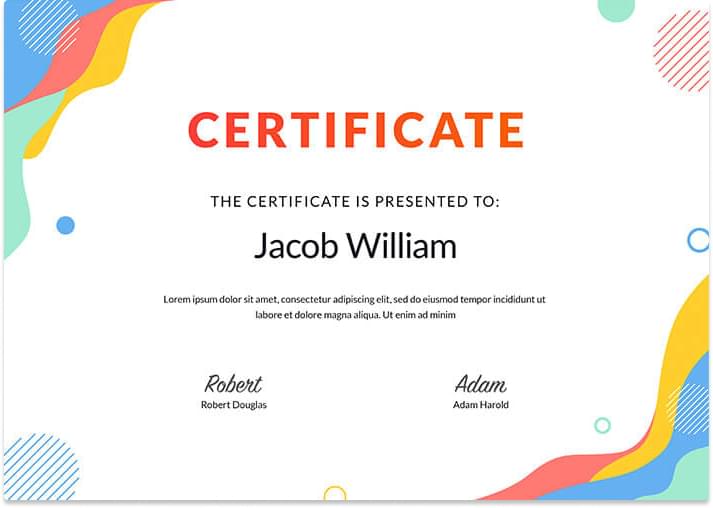 CERTIFICATE
THE CERTIFICATE IS PRESENTED TO:
Jacob William
Lorem ipsum dolor sit amet, consectetur adipiscing elit, sed do eiusmod tempor incididunt ut
labore et dolore magna aliqua. Ut enim ad minim
Robert Adam
Robert Douglas Adam Harold